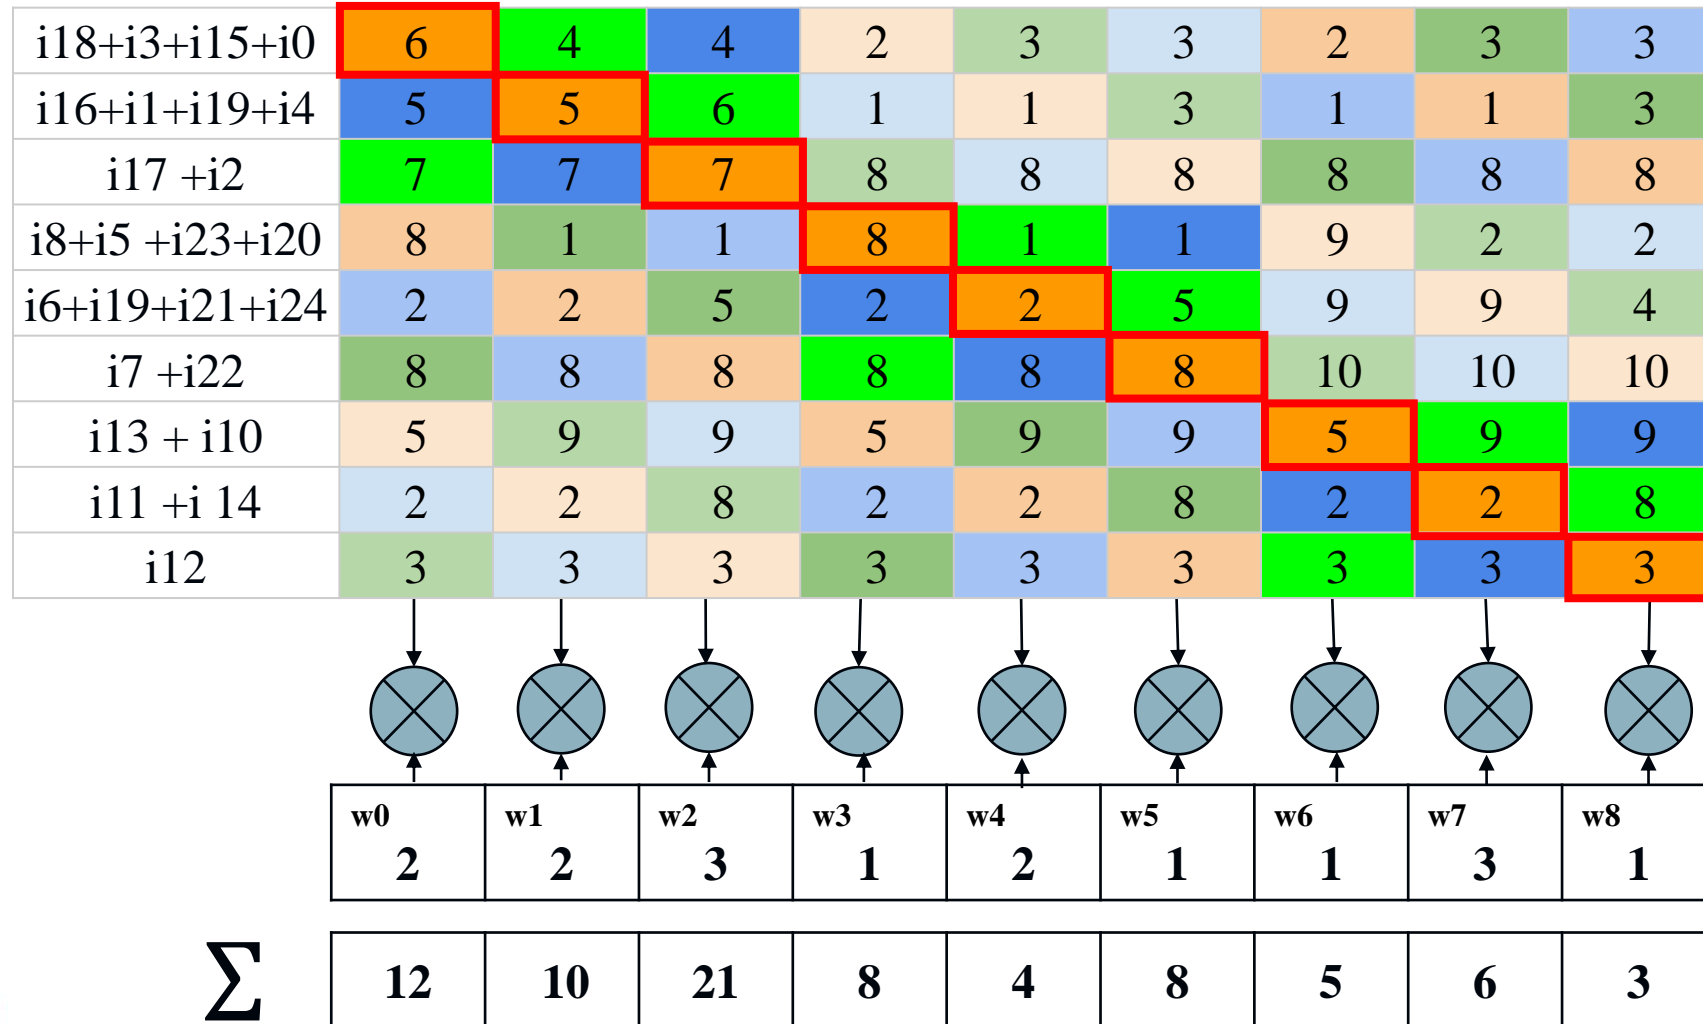 i18+i3+i15+i0 6 4 4 2 3 3 2 3 3
i16+i1+i19+i4 5 5 6 1 1 3 1 1 3
i17 +i2 7 7 7 8 8 8 8 8 8
i8+i5 +i23+i20 8 1 1 8 1 1 9 2 2
i6+i19+i21+i24 2 2 5 2 2 5 9 9 4
i7 +i22 8 8 8 8 8 8 10 10 10
i13 + i10 5 9 9 5 9 9 5 9 9
i11 +i 14 2 2 8 2 2 8 2 2 8
i12 3 3 3 3 3 3 3 3 3
w0 w1 w2 w3 w4 w5 w6 w7 w8
2 2 3 1 2 1 1 3 1
∑ 12 10 21 8 4 8 5 6 3